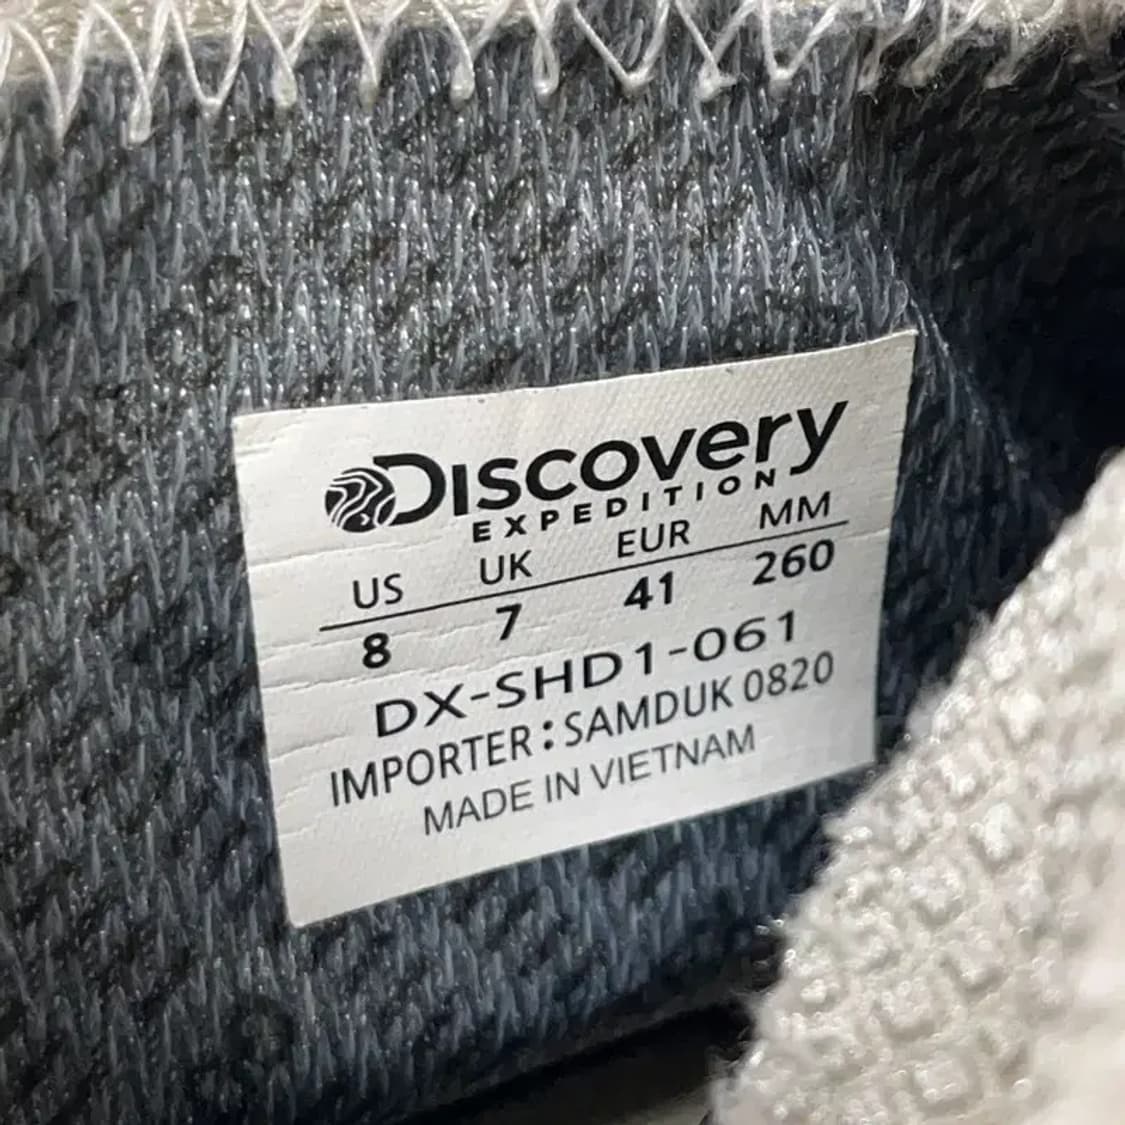 Discovery
EXPEDITION
US UK EUR MM
8 7 41 260
DX-SHD1-061
IMPORTER : SAMDUK 0820
MADE IN VIETNAM